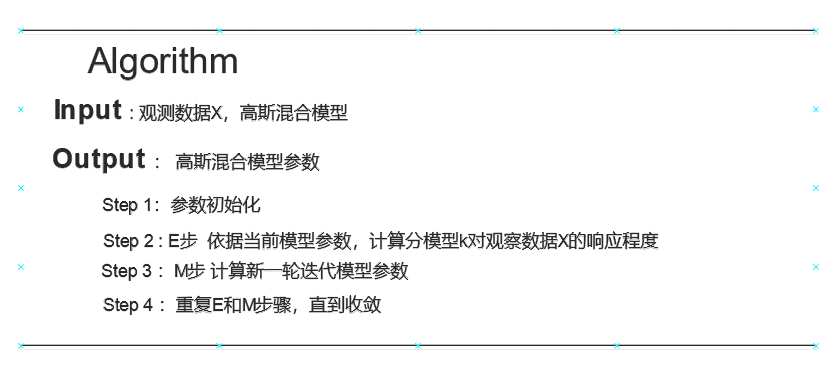 Algorithm
Input : 观测数据X，高斯混合模型
Output ： 高斯混合模型参数
Step 1： 参数初始化
Step 2 : E步 依据当前模型参数，计算分模型k对观察数据X的响应程度
Step 3 ： M步 计算新一轮迭代模型参数
Step 4 ： 重复E和M步骤，直到收敛